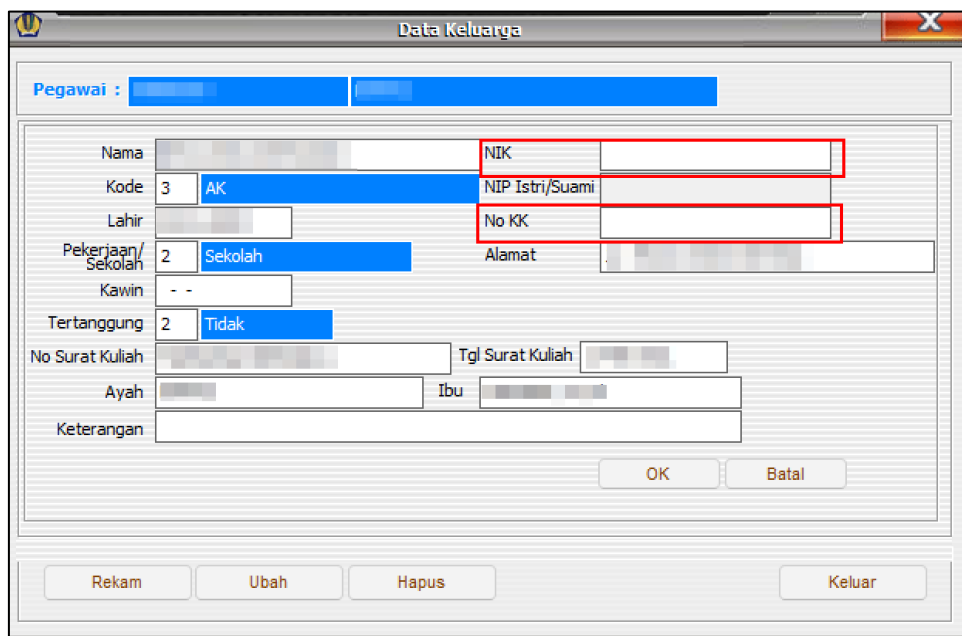 Data Keluarga
Pegawai :
Nama NIK
Kode 3 AK NIP Istri/Suami
Lahir No KK
Pekerjaan/
Sekolah 2 Sekolah Alamat
Kawin - -
Tertanggung 2 Tidak
No Surat Kuliah Tgl Surat Kuliah
Ayah Ibu
Keterangan
OK Batal
Rekam Ubah Hapus Keluar